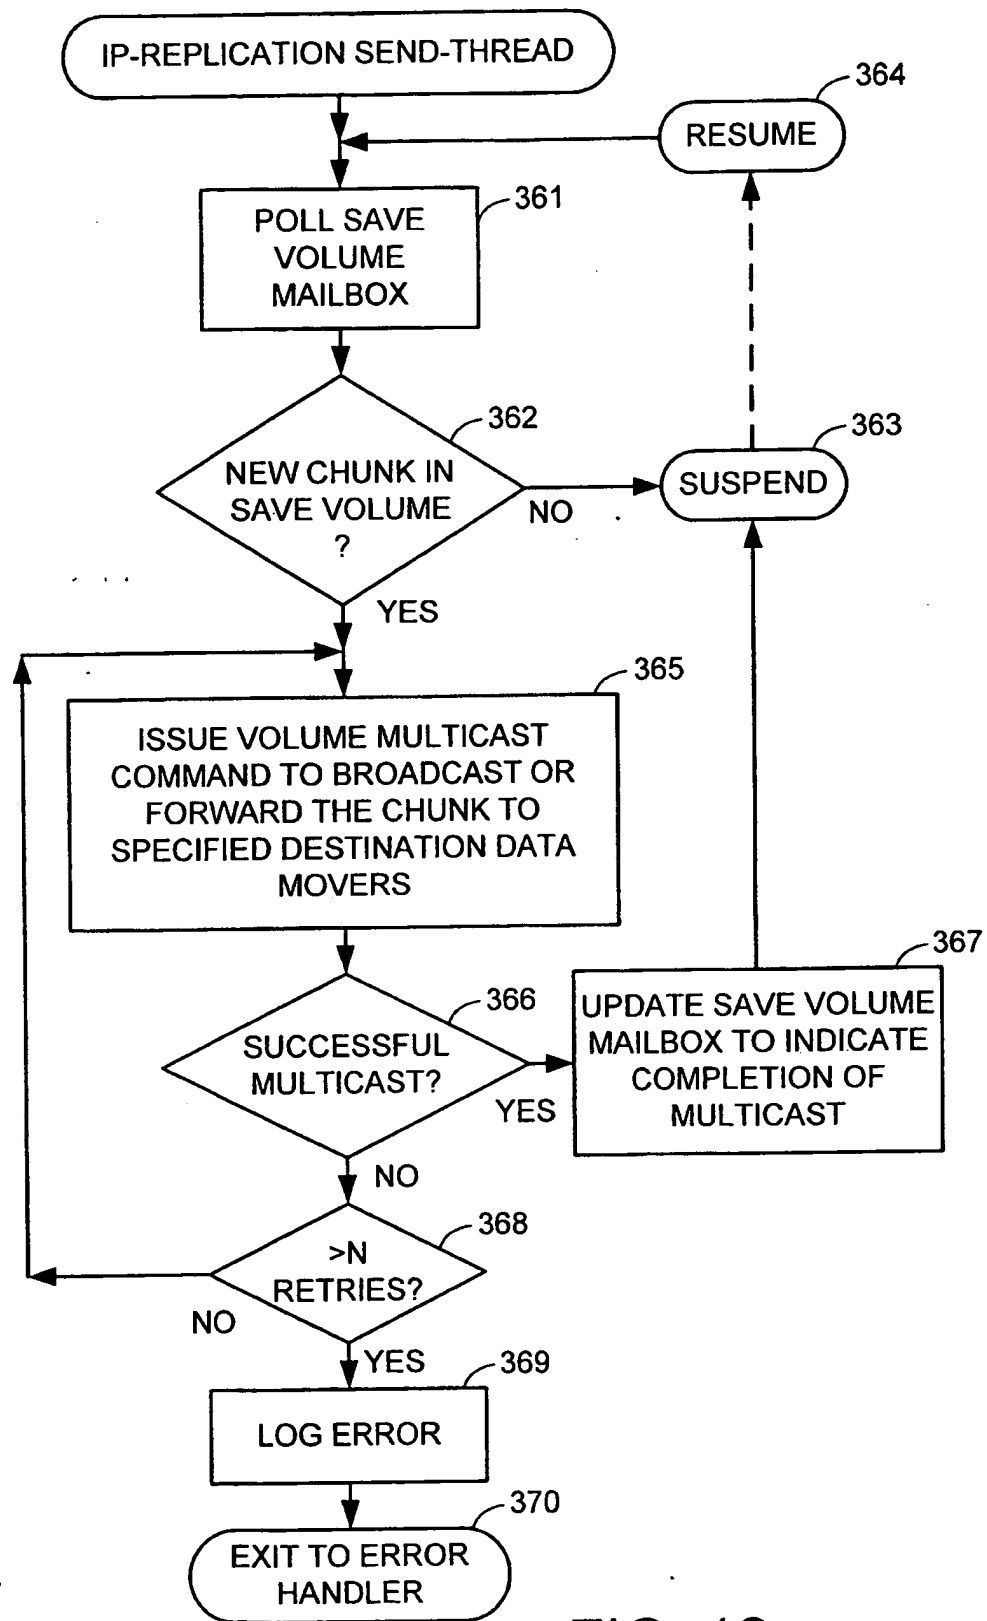 IP-REPLICATION SEND-THREAD
364
RESUME
361
POLL SAVE
VOLUME
MAILBOX
362
NEW CHUNK IN
SAVE VOLUME
?
NO
363
SUSPEND
YES
365
ISSUE VOLUME MULTICAST
COMMAND TO BROADCAST OR
FORWARD THE CHUNK TO
SPECIFIED DESTINATION DATA
MOVERS
366
SUCCESSFUL
MULTICAST?
YES
367
UPDATE SAVE VOLUME
MAILBOX TO INDICATE
COMPLETION OF
MULTICAST
NO
368
>N
RETRIES?
NO
YES
369
LOG ERROR
370
EXIT TO ERROR
HANDLER